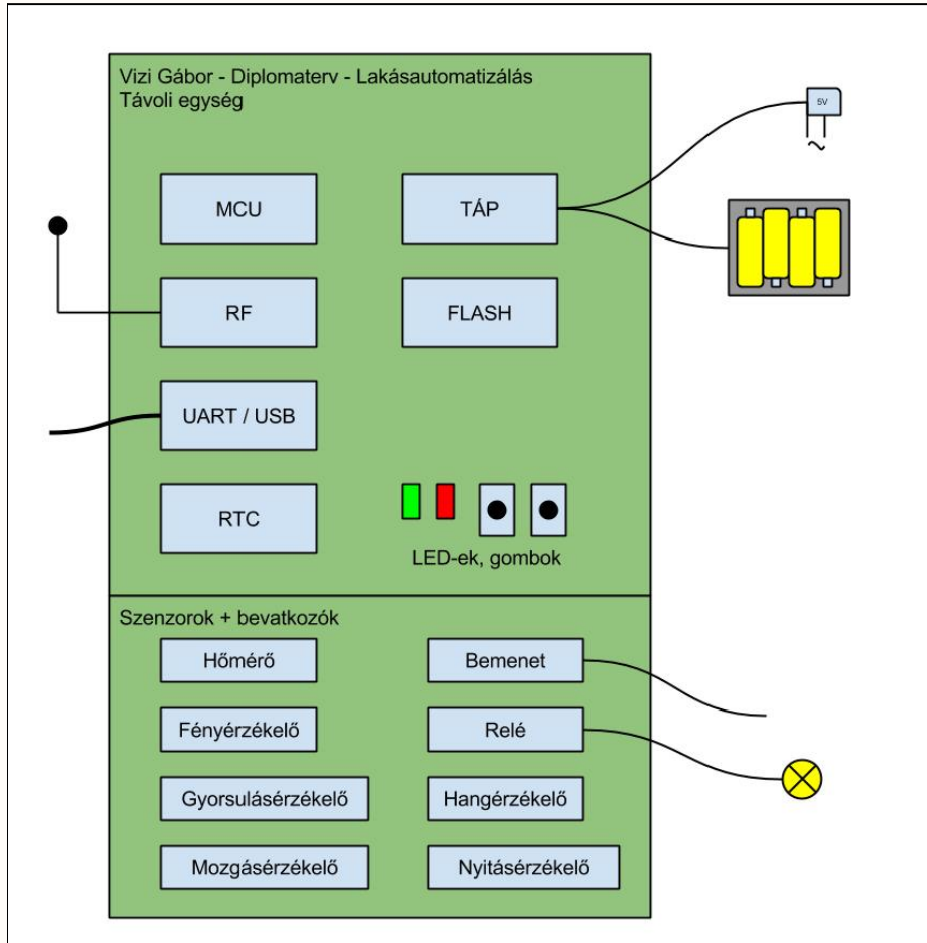 Vizi Gábor - Diplomaterv - Lakásautomatizálás
Távoli egység
5V
MCU
TÁP
RF
FLASH
UART / USB
RTC
LED-ek, gombok
Szenzorok + bevatkozók
Hőmérő
Bemenet
Fényérzékelő
Relé
Gyorsulásérzékelő
Hangérzékelő
Mozgásérzékelő
Nyitásérzékelő